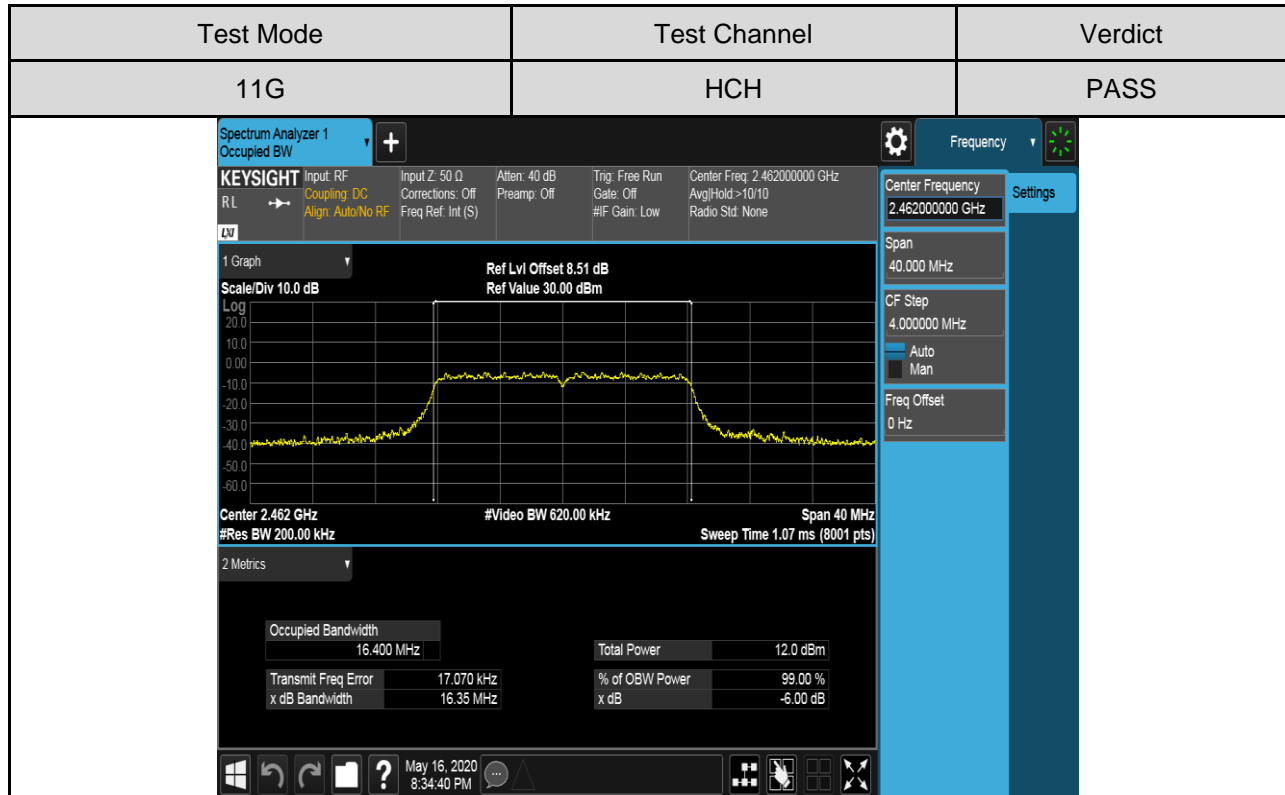 Test Mode Test Channel Verdict
11G HCH PASS
Spectrum Analyzer 1
Occupied BW
+
Frequency
KEYSIGHT Input: RF Input Z: 50 Ω Atten: 40 dB Trig: Free Run Center Freq: 2.462000000 GHz
RL Coupling: DC Corrections: Off Preamp: Off Gate: Off Avg|Hold:>10/10
Align: Auto/No RF Freq Ref: Int (S) #IF Gain: Low Radio Std: None
LXI
Center Frequency
2.462000000 GHz
Settings
Span
40.000 MHz
CF Step
4.000000 MHz
Auto
Man
Freq Offset
0 Hz
1 Graph
Ref Lvl Offset 8.51 dB
Scale/Div 10.0 dB Ref Value 30.00 dBm
Log
20.0
10.0
0.00
-10.0
-20.0
-30.0
-40.0
-50.0
-60.0
Center 2.462 GHz #Video BW 620.00 kHz Span 40 MHz
#Res BW 200.00 kHz Sweep Time 1.07 ms (8001 pts)
2 Metrics
Occupied Bandwidth
16.400 MHz Total Power 12.0 dBm
Transmit Freq Error 17.070 kHz % of OBW Power 99.00 %
x dB Bandwidth 16.35 MHz x dB -6.00 dB
? May 16, 2020
8:34:40 PM